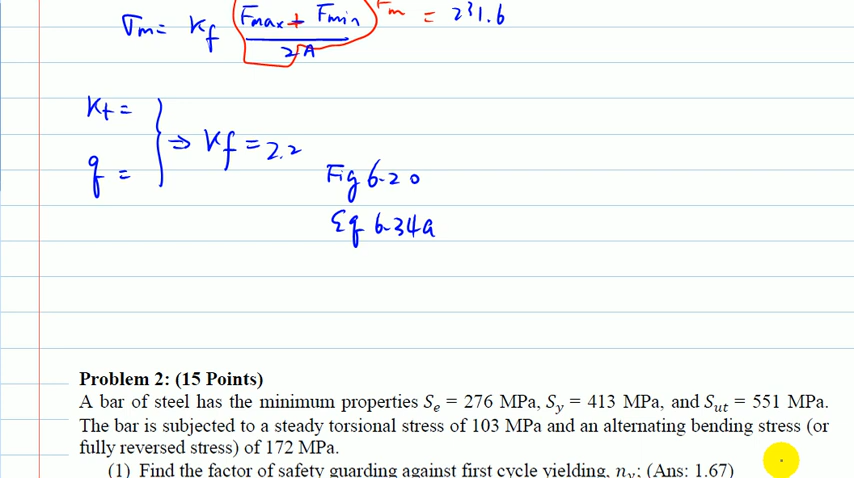 σm = Kf (Fmax + Fmin / 2A) Fm = 231.6
Kt =
q =
⇒ Kf = 2.2
Fig 6-20
Eq 6-34a
Problem 2: (15 Points)
A bar of steel has the minimum properties Se = 276 MPa, Sy = 413 MPa, and Sut = 551 MPa.
The bar is subjected to a steady torsional stress of 103 MPa and an alternating bending stress (or
fully reversed stress) of 172 MPa.
(1) Find the factor of safety guarding against first cycle yielding, ny; (Ans: 1.67)